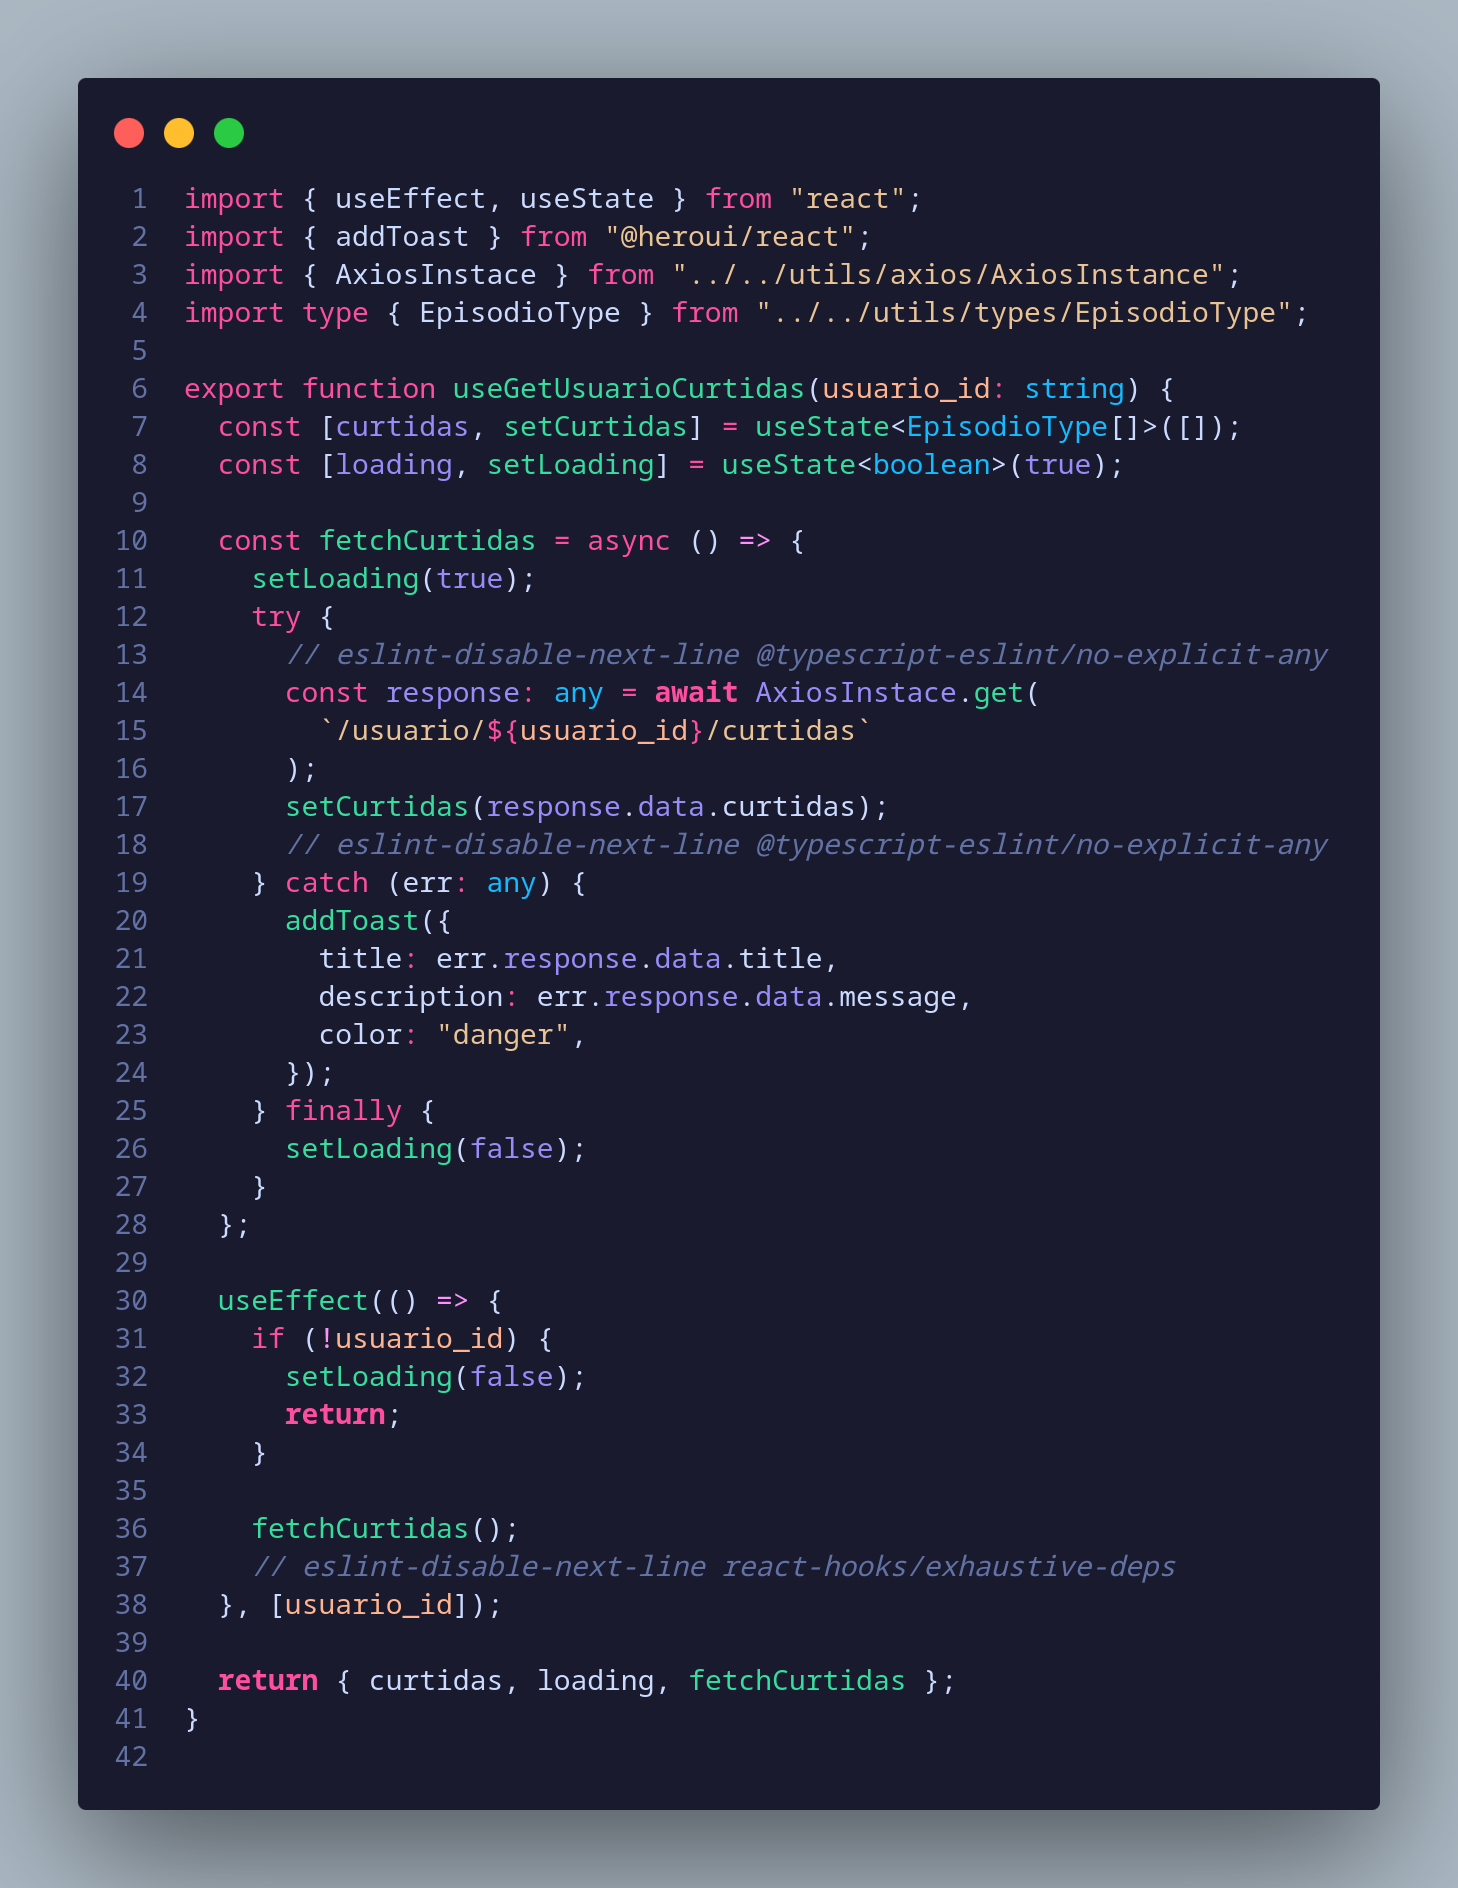 1 import { useEffect, useState } from "react";
2 import { addToast } from "@heroui/react";
3 import { AxiosInstace } from "../../utils/axios/AxiosInstance";
4 import type { EpisodioType } from "../../utils/types/EpisodioType";
5
6 export function useGetUsuarioCurtidas(usuario_id: string) {
7   const [curtidas, setCurtidas] = useState<EpisodioType[]>([]);
8   const [loading, setLoading] = useState<boolean>(true);
9
10   const fetchCurtidas = async () => {
11     setLoading(true);
12     try {
13       // eslint-disable-next-line @typescript-eslint/no-explicit-any
14       const response: any = await AxiosInstace.get(
15         `/usuario/${usuario_id}/curtidas`
16       );
17       setCurtidas(response.data.curtidas);
18       // eslint-disable-next-line @typescript-eslint/no-explicit-any
19     } catch (err: any) {
20       addToast({
21         title: err.response.data.title,
22         description: err.response.data.message,
23         color: "danger",
24       });
25     } finally {
26       setLoading(false);
27     }
28   };
29
30   useEffect(() => {
31     if (!usuario_id) {
32       setLoading(false);
33       return;
34     }
35
36     fetchCurtidas();
37     // eslint-disable-next-line react-hooks/exhaustive-deps
38   }, [usuario_id]);
39
40   return { curtidas, loading, fetchCurtidas };
41 }
42